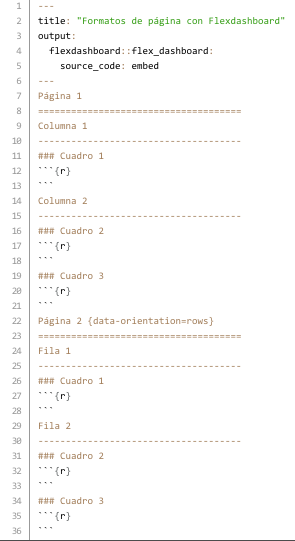 1 ---
2 title: "Formatos de página con Flexdashboard"
3 output:
4   flexdashboard::flex_dashboard:
5     source_code: embed
6 ---
7 Página 1
8 =====================================
9 Columna 1
10 -------------------------------------
11 ### Cuadro 1
12 ```{r}
13 ```
14 Columna 2
15 -------------------------------------
16 ### Cuadro 2
17 ```{r}
18 ```
19 ### Cuadro 3
20 ```{r}
21 ```
22 Página 2 {data-orientation=rows}
23 =====================================
24 Fila 1
25 -------------------------------------
26 ### Cuadro 1
27 ```{r}
28 ```
29 Fila 2
30 -------------------------------------
31 ### Cuadro 2
32 ```{r}
33 ```
34 ### Cuadro 3
35 ```{r}
36 ```